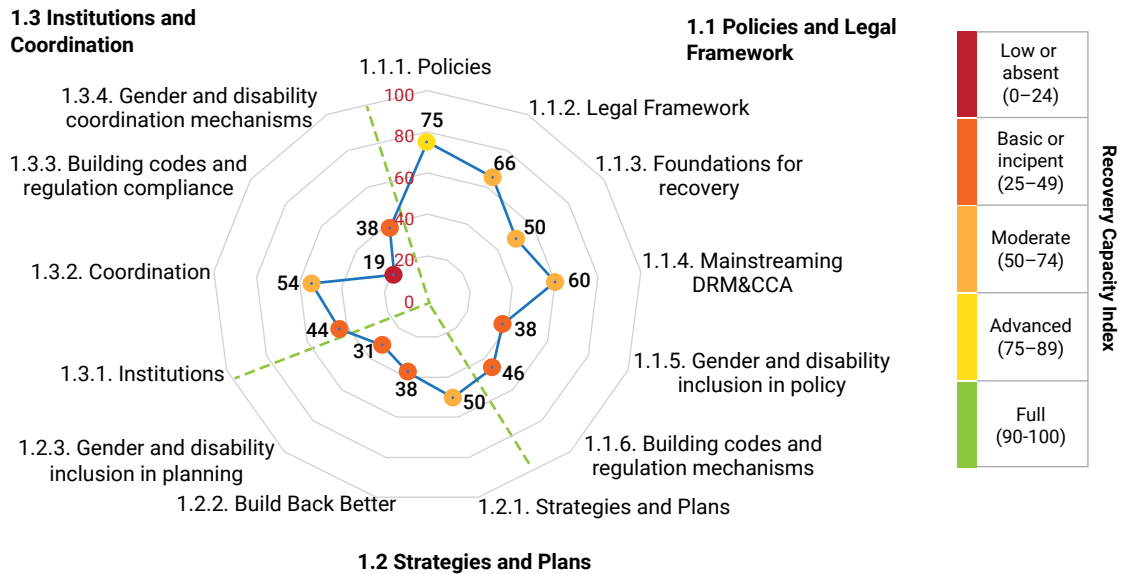 1.3 Institutions and
Coordination
1.1 Policies and Legal
Framework
1.1.1. Policies
1.1.2. Legal Framework
1.1.3. Foundations for
recovery
1.1.4. Mainstreaming
DRM&CCA
1.1.5. Gender and disability
inclusion in policy
1.1.6. Building codes and
regulation mechanisms
1.2.1. Strategies and Plans
1.2.2. Build Back Better
1.2.3. Gender and disability
inclusion in planning
1.3.1. Institutions
1.3.2. Coordination
1.3.3. Building codes and
regulation compliance
1.3.4. Gender and disability
coordination mechanisms
100
80
60
40
20
0
75
66
50
60
38
46
50
38
31
44
54
19
38
1.2 Strategies and Plans
Low or
absent
(0–24)
Basic or
incipent
(25–49)
Moderate
(50–74)
Advanced
(75–89)
Full
(90-100)
Recovery Capacity Index